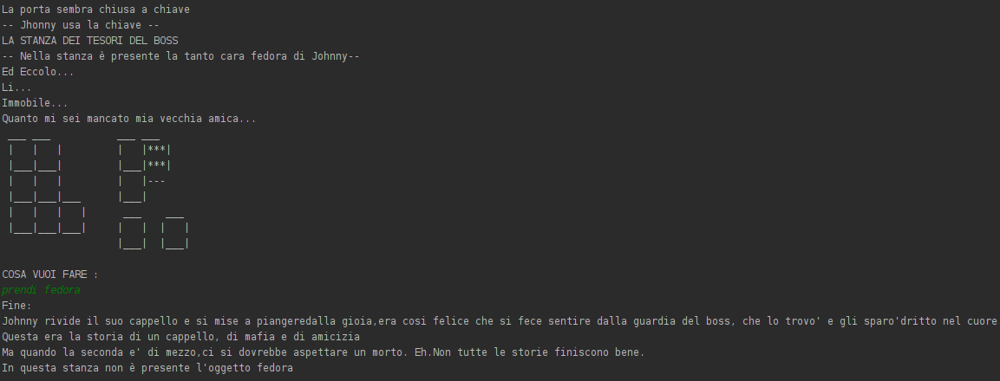 La porta sembra chiusa a chiave
-- Jhonny usa la chiave --
LA STANZA DEI TESORI DEL BOSS
-- Nella stanza è presente la tanto cara fedora di Johnny--
Ed Eccolo...
Li...
Immobile...
Quanto mi sei mancato mia vecchia amica...
 ___ ___           ___ ___
 |   |   |         |   |***|
 |___|___|         |___|***|
 |   |   |         |   |---
 |___|___|___      |___|
 |   |   |   |      ___    ___
 |___|___|___|     |   |  |   |
                   |___|  |___|
COSA VUOI FARE :
prendi fedora
Fine:
Johnny rivide il suo cappello e si mise a piangeredalla gioia,era cosi felice che si fece sentire dalla guardia del boss, che lo trovo' e gli sparo'dritto nel cuore
Questa era la storia di un cappello, di mafia e di amicizia
Ma quando la seconda e' di mezzo,ci si dovrebbe aspettare un morto. Eh.Non tutte le storie finiscono bene.
In questa stanza non è presente l'oggetto fedora